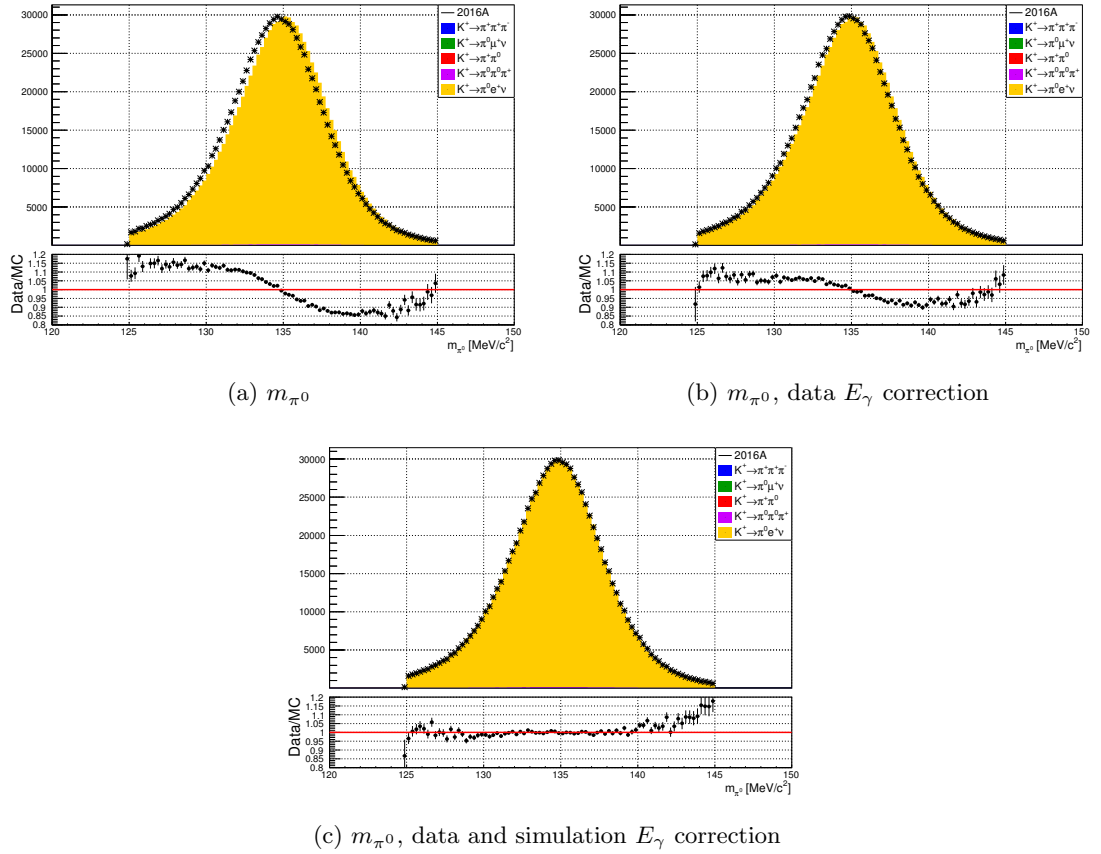 2016A
K⁺→π⁺π⁺π⁻
K⁺→π⁰μ⁺ν
K⁺→π⁺π⁰
K⁺→π⁰π⁰π⁺
K⁺→π⁰e⁺ν
30000
25000
20000
15000
10000
5000
Data/MC
1.2
1.15
1.1
1.05
1
0.95
0.9
0.85
0.8
120 125 130 135 140 145 150
m_π⁰ [MeV/c²]
(a) m_π⁰
2016A
K⁺→π⁺π⁺π⁻
K⁺→π⁰μ⁺ν
K⁺→π⁺π⁰
K⁺→π⁰π⁰π⁺
K⁺→π⁰e⁺ν
30000
25000
20000
15000
10000
5000
Data/MC
1.2
1.15
1.1
1.05
1
0.95
0.9
0.85
0.8
120 125 130 135 140 145 150
m_π⁰ [MeV/c²]
(b) m_π⁰, data E_γ correction
2016A
K⁺→π⁺π⁺π⁻
K⁺→π⁰μ⁺ν
K⁺→π⁺π⁰
K⁺→π⁰π⁰π⁺
K⁺→π⁰e⁺ν
30000
25000
20000
15000
10000
5000
Data/MC
1.2
1.15
1.1
1.05
1
0.95
0.9
0.85
0.8
120 125 130 135 140 145 150
m_π⁰ [MeV/c²]
(c) m_π⁰, data and simulation E_γ correction